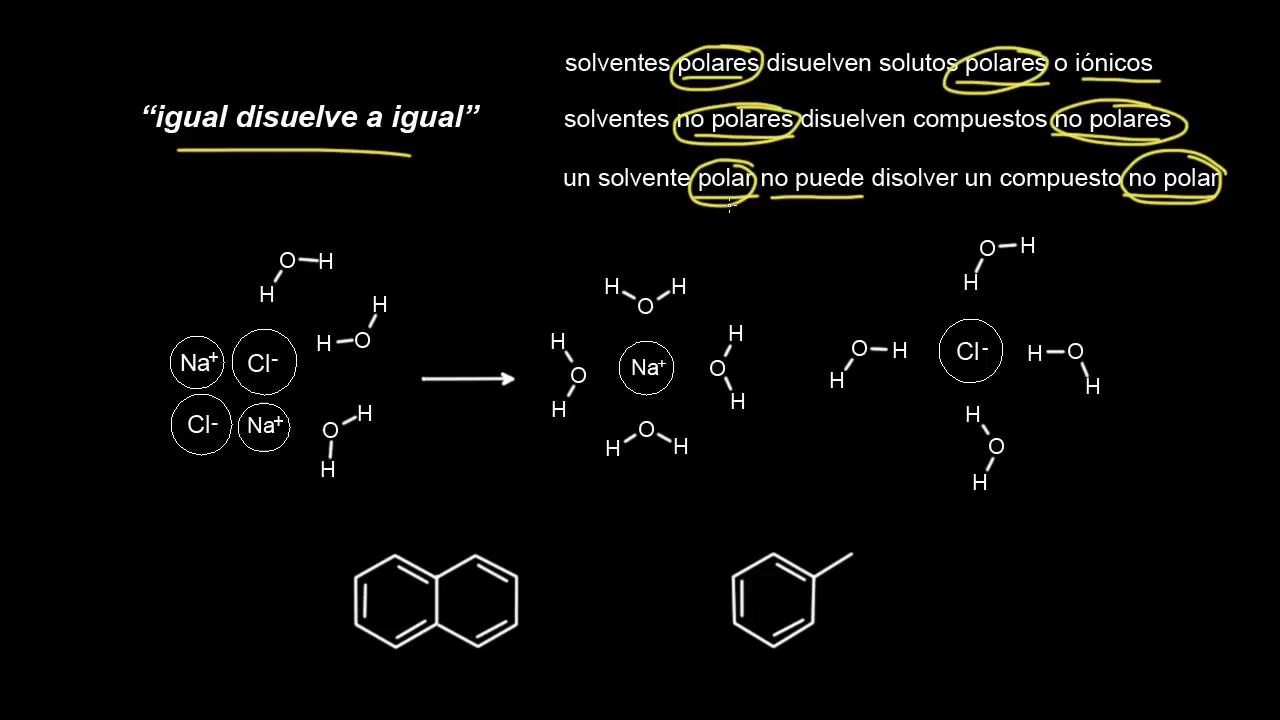 solventes polares disuelven solutos polares o iónicos
“igual disuelve a igual”
solventes no polares disuelven compuestos no polares
un solvente polar no puede disolver un compuesto no polar
O H
H
H
H O
Na+ Cl-
Cl- Na+
H
O
H
H H
O
H
O
H
Na+
H
O
H
O
H H
O H
H
O H
H
Cl-
H O
H
H
O
H